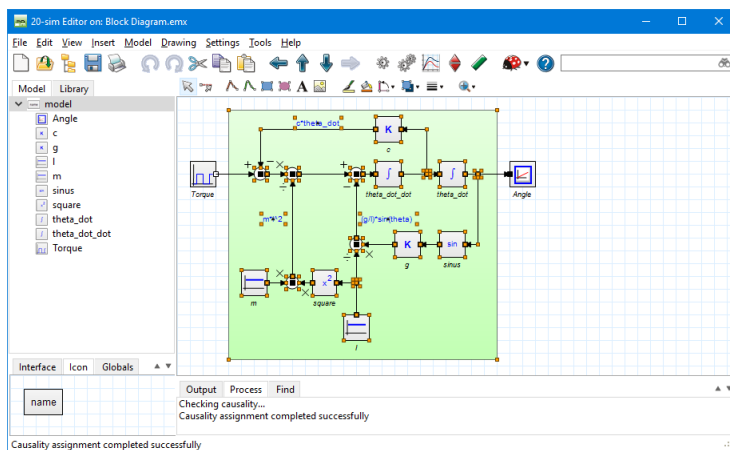 20-sim Editor on: Block Diagram.emx
File Edit View Insert Model Drawing Settings Tools Help
Model Library
model
Angle
c
g
l
m
sinus
square
theta_dot
theta_dot_dot
Torque
c*theta_dot
K
c
Torque
∫
theta_dot_dot
∫
theta_dot
Angle
(g/l)*sin(theta)
K
g
sin
sinus
m
x²
square
l
Interface Icon Globals
name
Output Process Find
Checking causality...
Causality assignment completed successfully
Causality assignment completed successfully